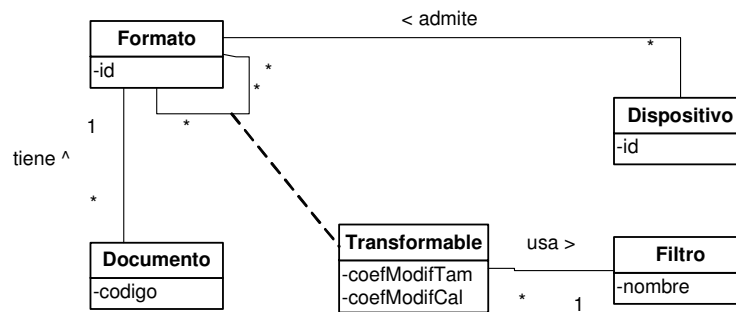 < admite
Formato
-id
*
*
*
*
1
tiene ^
*
Dispositivo
-id
Documento
-codigo
Transformable
-coefModifTam
-coefModifCal
usa >
*
1
Filtro
-nombre